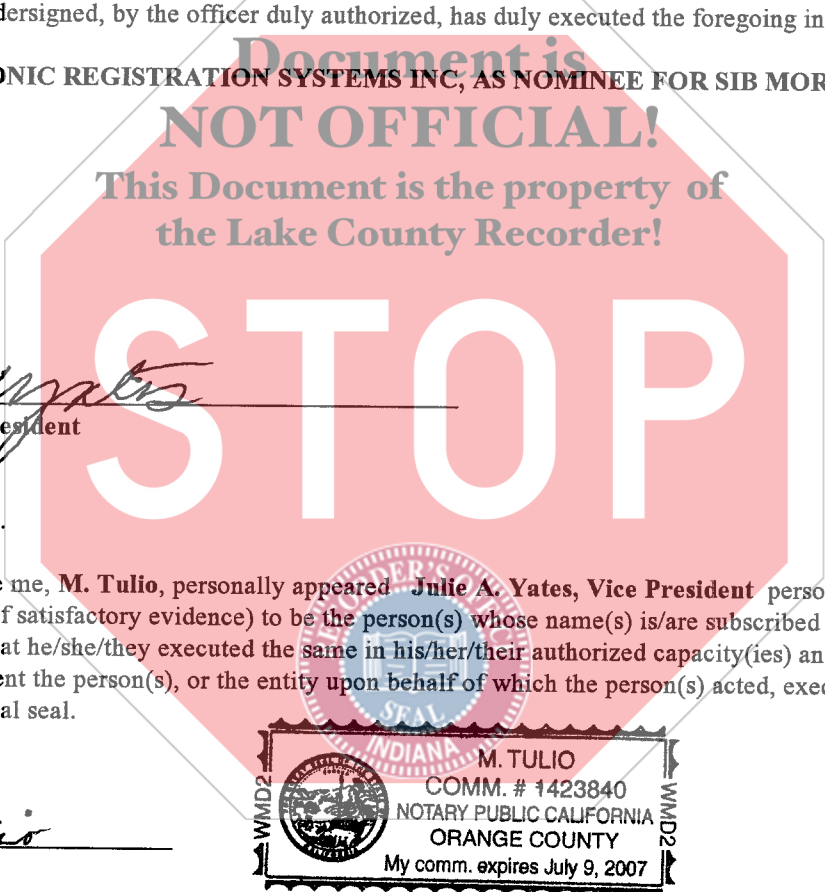 dersigned, by the officer duly authorized, has duly executed the foregoing in
Document is
ONIC REGISTRATION SYSTEMS INC, AS NOMINEE FOR SIB MOR
NOT OFFICIAL!
This Document is the property of
the Lake County Recorder!
STOP
yates
esident
e me, M. Tulio, personally appeared Julie A. Yates, Vice President perso
f satisfactory evidence) to be the person(s) whose name(s) is/are subscribed
at he/she/they executed the same in his/her/their authorized capacity(ies) an
nt the person(s), or the entity upon behalf of which the person(s) acted, exec
al seal.
RECORDER'S OFFICE
SEAL
INDIANA
M. TULIO
COMM. # 1423840
NOTARY PUBLIC CALIFORNIA
ORANGE COUNTY
My comm. expires July 9, 2007
WMD2
WMD2